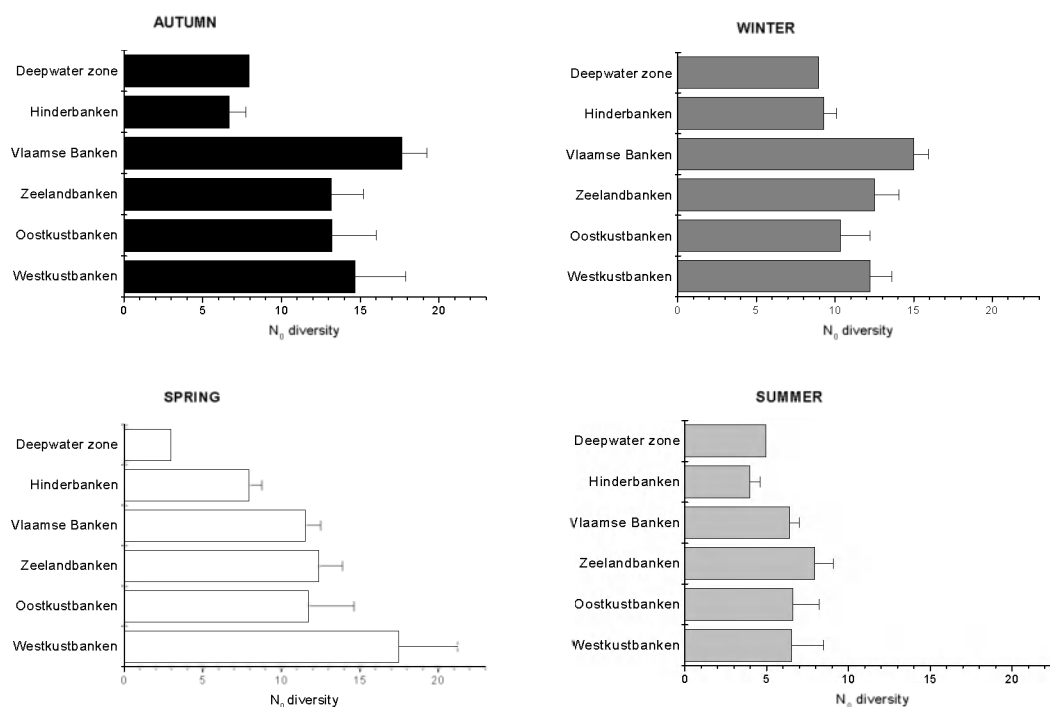 AUTUMN
Deepwater zone
Hinderbanken
Vlaamse Banken
Zeelandbanken
Oostkustbanken
Westkustbanken
0 5 10 15 20
N₀ diversity
WINTER
Deepwater zone
Hinderbanken
Vlaamse Banken
Zeelandbanken
Oostkustbanken
Westkustbanken
0 5 10 15 20
N₀ diversity
SPRING
Deepwater zone
Hinderbanken
Vlaamse Banken
Zeelandbanken
Oostkustbanken
Westkustbanken
0 5 10 15 20
N₀ diversity
SUMMER
Deepwater zone
Hinderbanken
Vlaamse Banken
Zeelandbanken
Oostkustbanken
Westkustbanken
0 5 10 15 20
N₀ diversity